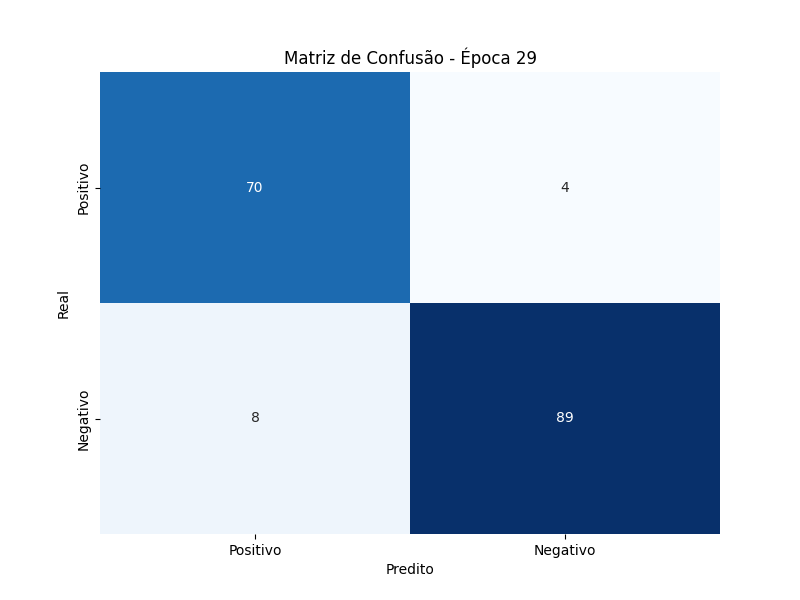 Matriz de Confusão - Época 29
Positivo
70
4
Real
Negativo
8
89
Positivo
Negativo
Predito